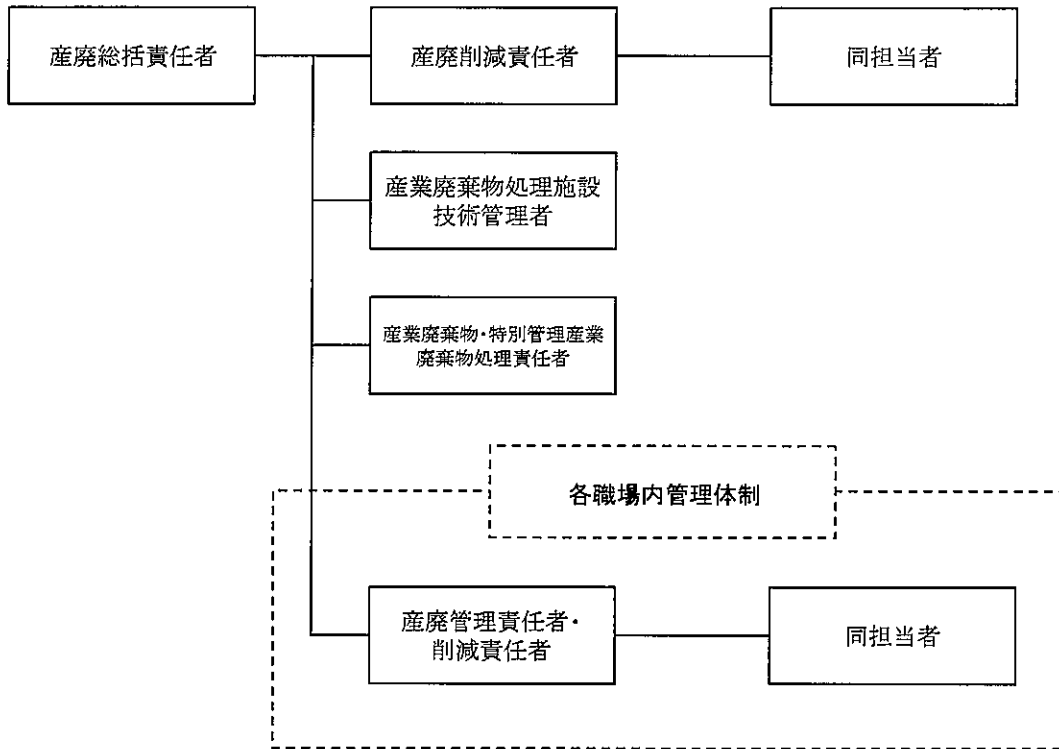 産廃総括責任者
産廃削減責任者
同担当者
産業廃棄物処理施設
技術管理者
産業廃棄物・特別管理産業
廃棄物処理責任者
各職場内管理体制
産廃管理責任者・
削減責任者
同担当者